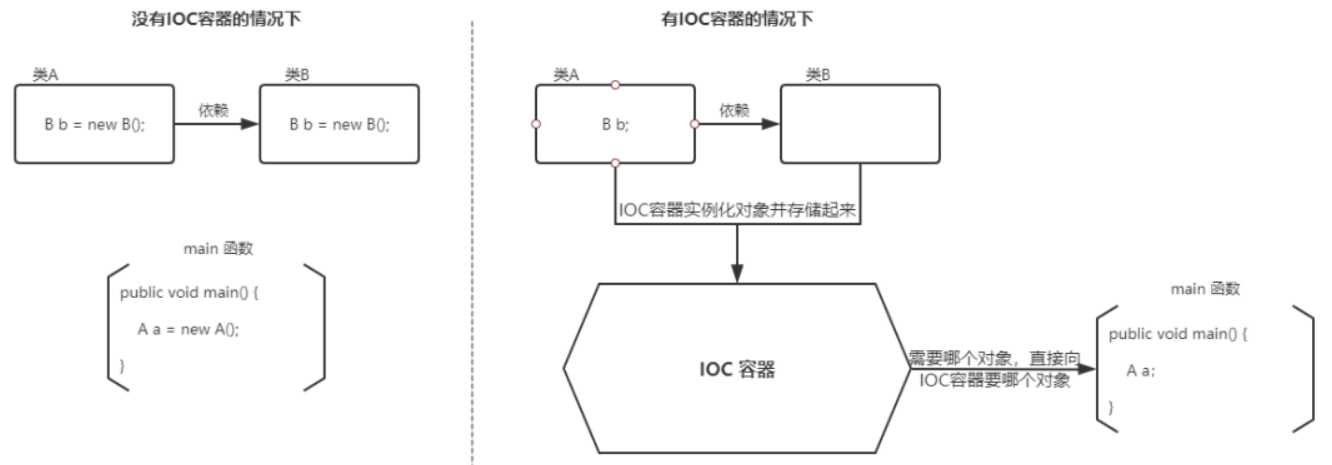 没有IOC容器的情况下
类A
B b = new B();
依赖
类B
B b = new B();
main 函数
public void main() {
A a = new A();
}
有IOC容器的情况下
类A
B b;
依赖
类B
IOC容器实例化对象并存储起来
IOC 容器
需要哪个对象，直接向
IOC容器要哪个对象
main 函数
public void main() {
A a;
}